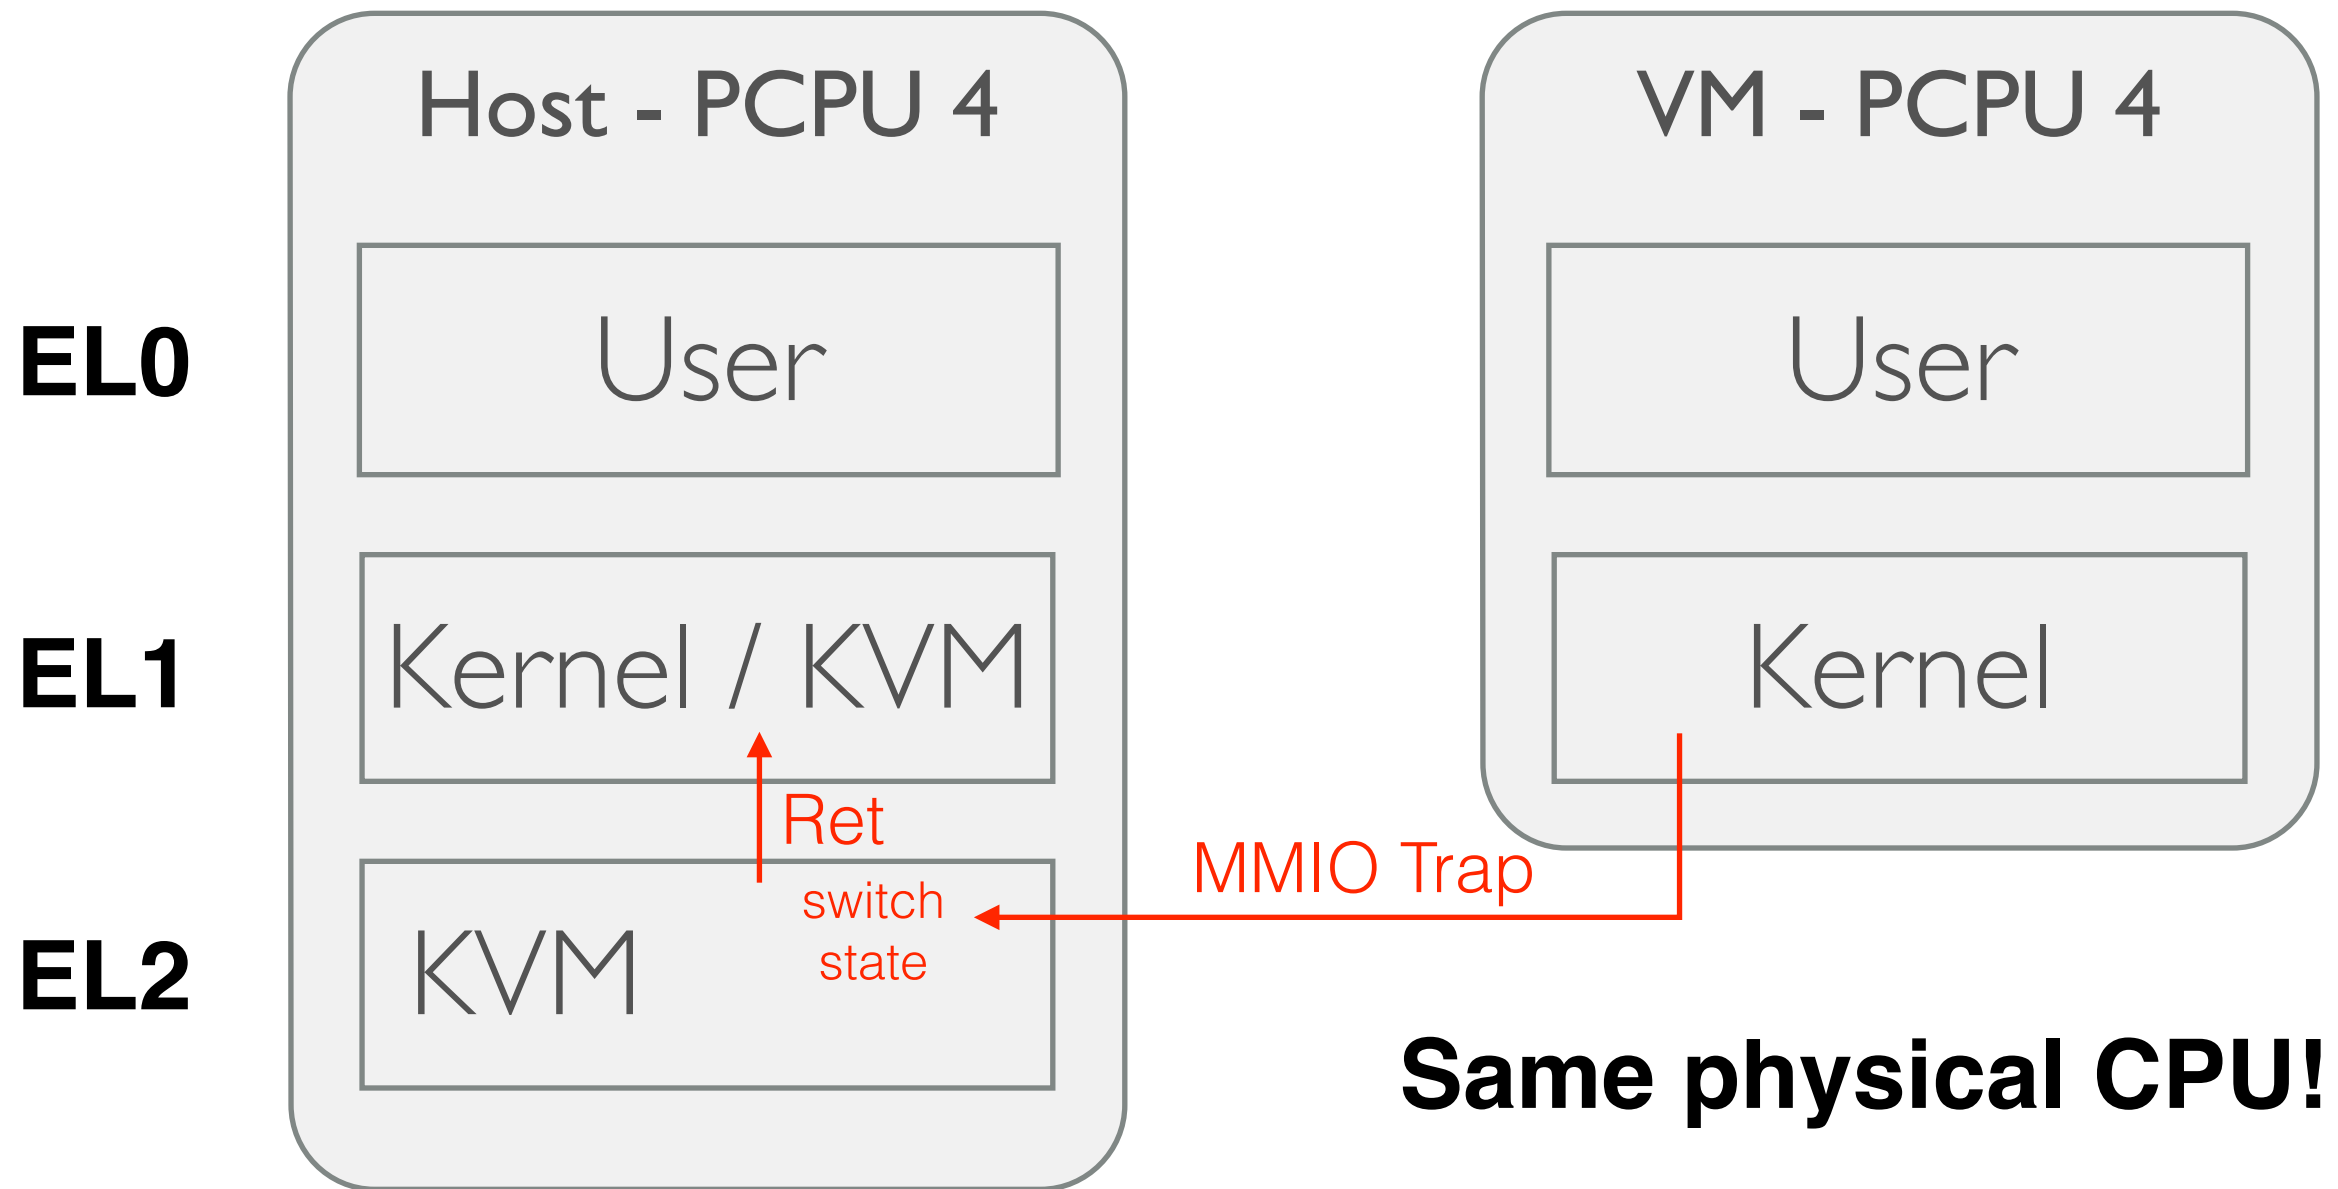 Host - PCPU 4
VM - PCPU 4
EL0
User
User
EL1
Kernel / KVM
Kernel
Ret
MMIO Trap
switch
state
EL2
KVM
Same physical CPU!